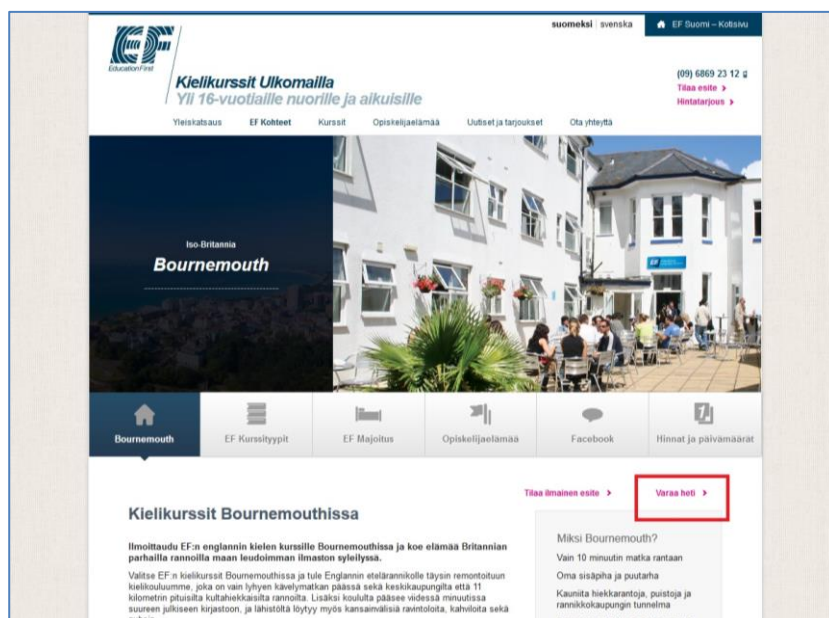 suomeksi | svenska
EF Suomi – Kotisivu
EF
Education First
Kielikurssit Ulkomailla
Yli 16-vuotiaille nuorille ja aikuisille
(09) 6869 23 12
Tilaa esite >
Hintatarjous >
Yleiskatsaus EF Kohteet Kurssit Opiskelijaelämää Uutiset ja tarjoukset Ota yhteyttä
Iso-Britannia
Bournemouth
EF
Bournemouth EF Kurssityypit EF Majoitus Opiskelijaelämää Facebook Hinnat ja päivämäärät
Tilaa ilmainen esite > Varaa heti >
Kielikurssit Bournemouthissa
Ilmoittaudu EF:n englannin kielen kurssille Bournemouthissa ja koe elämää Britannian
parhailla rannoilla maan leudoimman ilmaston syleilyssä.
Valitse EF:n kielikurssit Bournemouthissa ja tule Englannin etelärannikolle täysin remontoituun
kielikouluumme, joka on vain lyhyen kävelymatkan päässä sekä keskikaupungilta että 11
kilometrin pituisilta kultahiekkaisilta rannoilta. Lisäksi koululta pääsee viidessä minuutissa
suureen julkiseen kirjastoon, ja lähistöltä löytyy myös kansainvälisiä ravintoloita, kahviloita sekä
Miksi Bournemouth?
Vain 10 minuutin matka rantaan
Oma sisäpiha ja puutarha
Kauniita hiekkarantoja, puistoja ja
rannikkokaupungin tunnelma